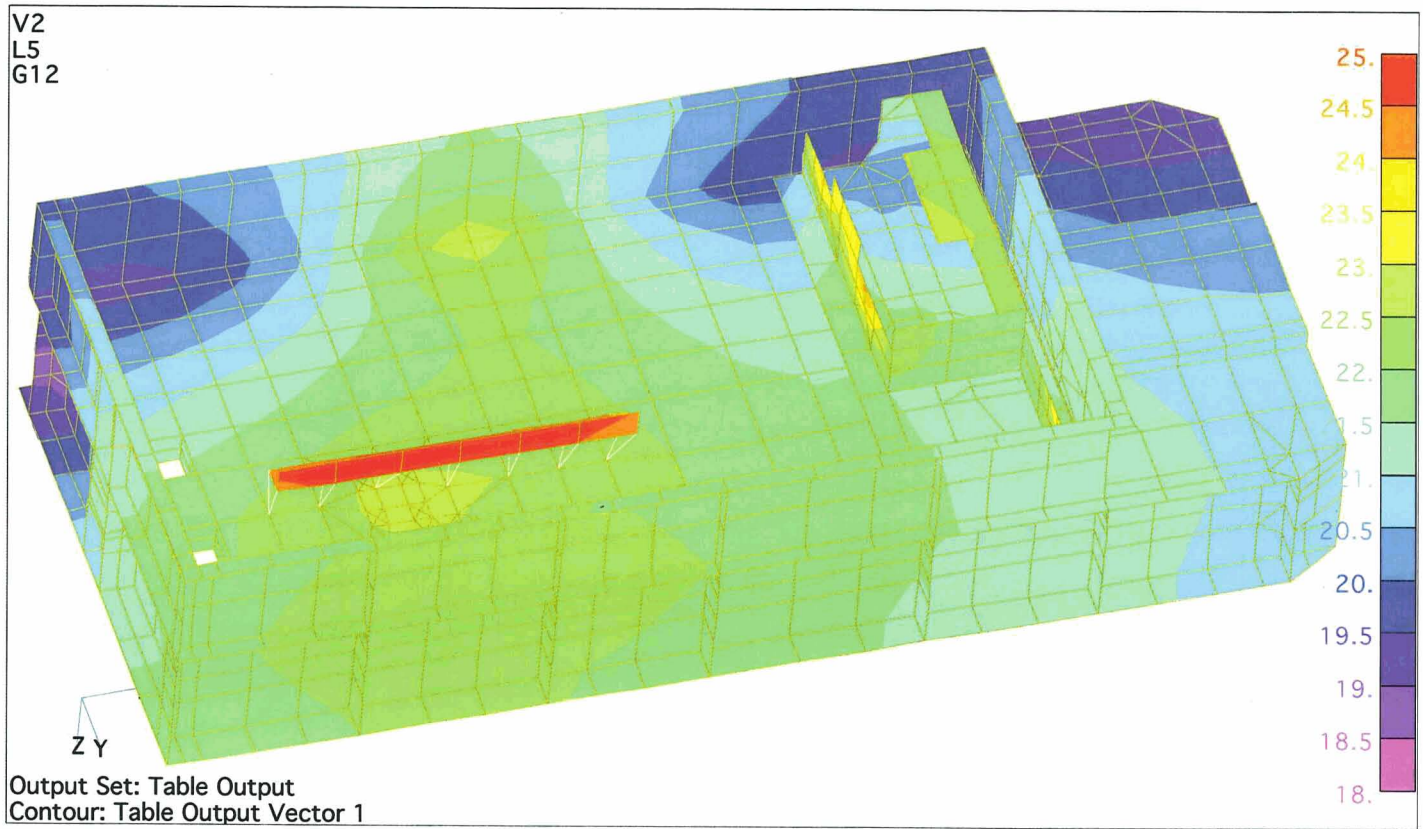 V2
L5
G12
25.
24.5
24.
23.5
23.
22.5
22.
21.5
21.
20.5
20.
19.5
19.
18.5
18.
Z Y
Output Set: Table Output
Contour: Table Output Vector 1